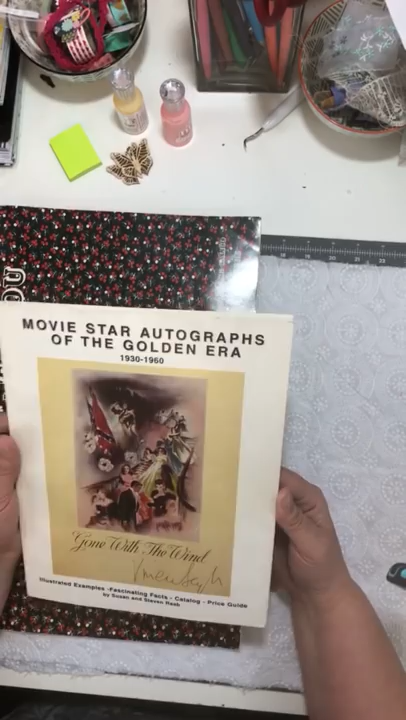 MOVIE STAR AUTOGRAPHS
OF THE GOLDEN ERA
1930-1960
Gone With The Wind
Illustrated Examples - Fascinating Facts - Catalog - Price Guide
by Susan and Steven Raab